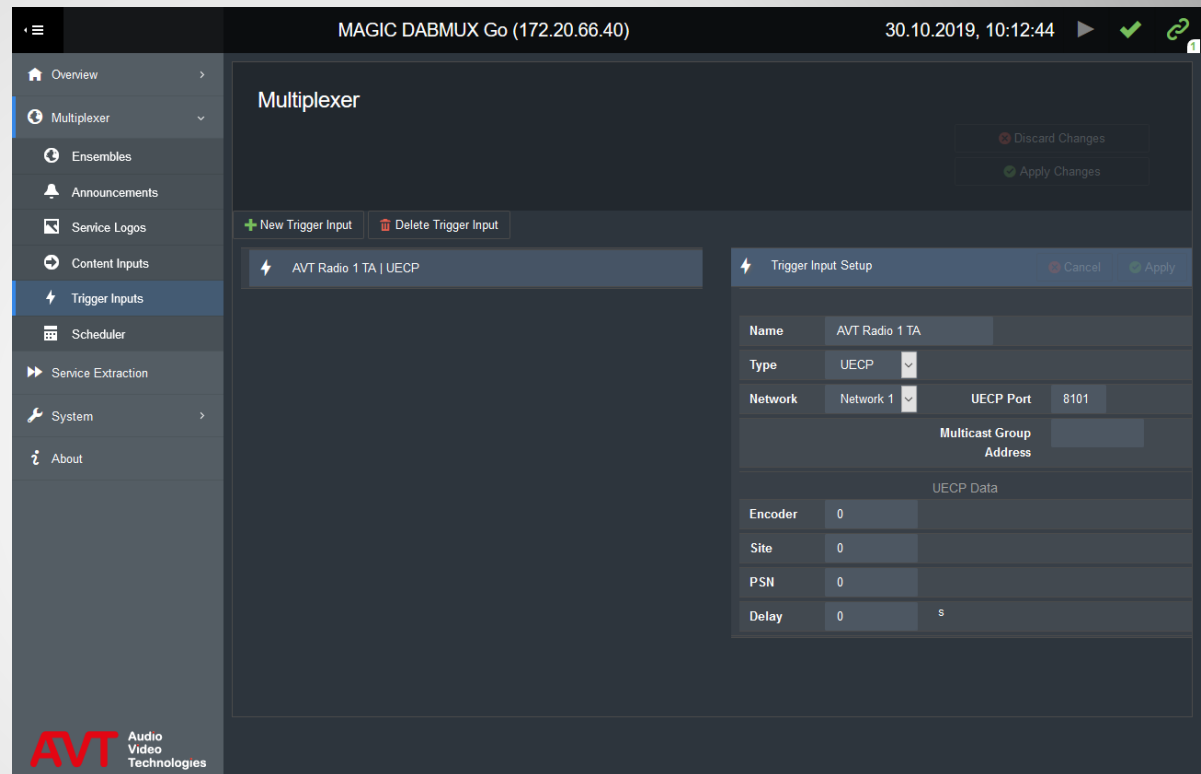 MAGIC DABMUX Go (172.20.66.40)
30.10.2019, 10:12:44
1
Overview
Multiplexer
Ensembles
Announcements
Service Logos
Content Inputs
Trigger Inputs
Scheduler
Service Extraction
System
About
AVT Audio
Video
Technologies
Multiplexer
Discard Changes
Apply Changes
New Trigger Input
Delete Trigger Input
AVT Radio 1 TA | UECP
Trigger Input Setup
Cancel
Apply
Name AVT Radio 1 TA
Type UECP
Network Network 1 UECP Port 8101
Multicast Group
Address
UECP Data
Encoder 0
Site 0
PSN 0
Delay 0 s